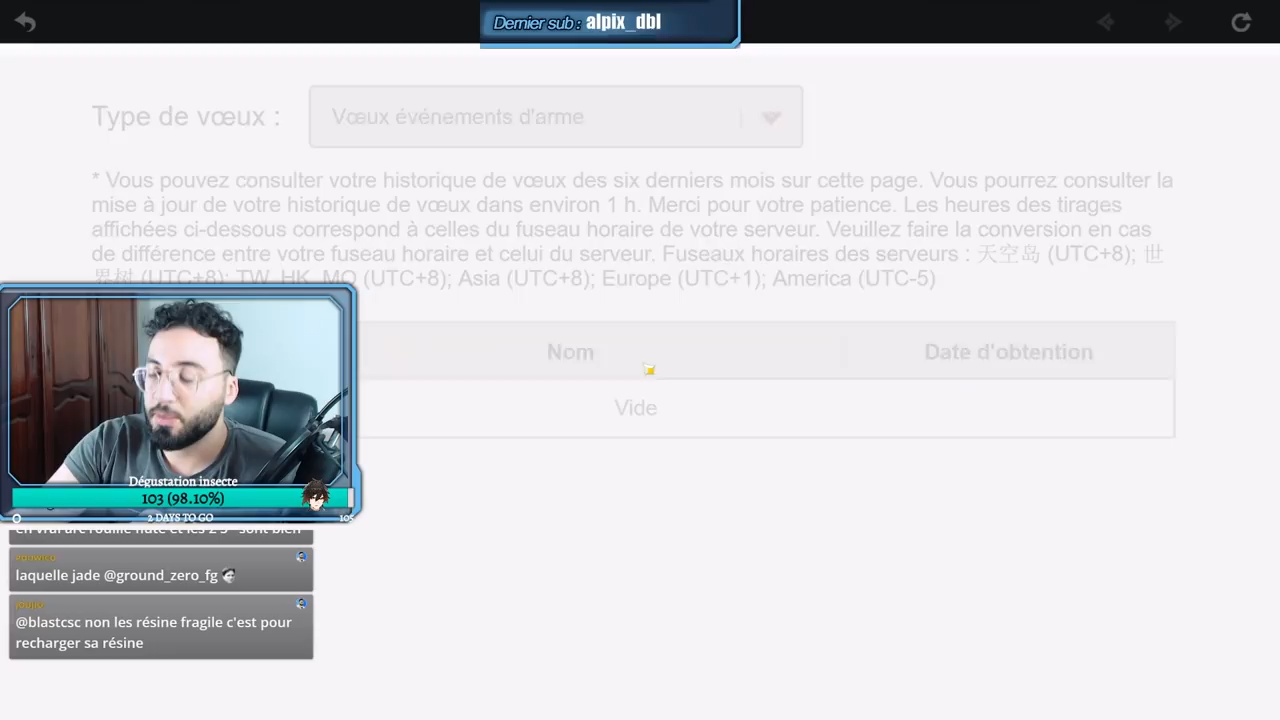 Dernier sub : alpix_dbl
Type de vœux :
Vœux événements d'arme
* Vous pouvez consulter votre historique de vœux des six derniers mois sur cette page. Vous pourrez consulter la
mise à jour de votre historique de vœux dans environ 1 h. Merci pour votre patience. Les heures des tirages
affichées ci-dessous correspond à celles du fuseau horaire de votre serveur. Veuillez faire la conversion en cas
de différence entre votre fuseau horaire et celui du serveur. Fuseaux horaires des serveurs : 天空岛 (UTC+8); 世
界树 (UTC+8); TW, HK, MO (UTC+8); Asia (UTC+8); Europe (UTC+1); America (UTC-5)
Nom
Date d'obtention
Vide
Dégustation insecte
103 (98.10%)
0
2 DAYS TO GO
105
laquelle jade @ground_zero_fg
@blastcsc non les résine fragile c'est pour
recharger sa résine